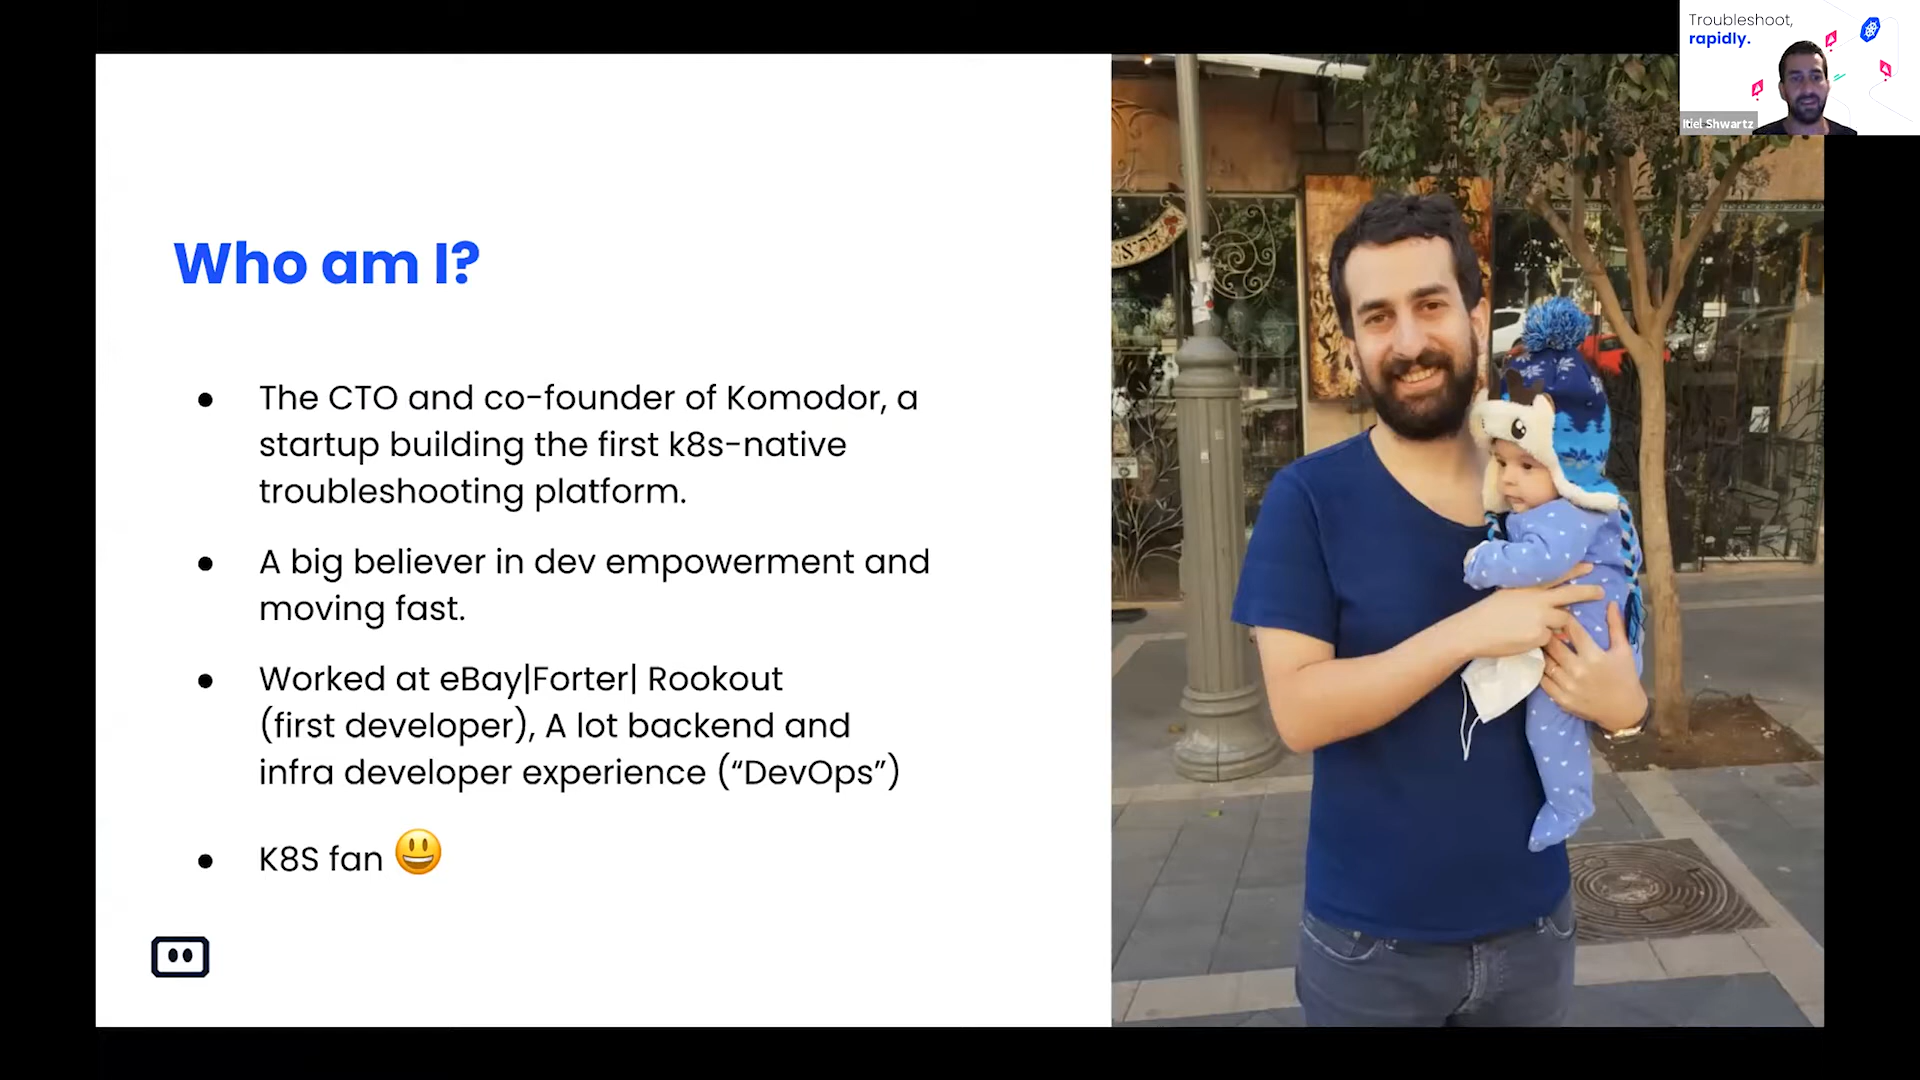 Troubleshoot,
rapidly.
Itiel Shwartz
Who am I?
● The CTO and co-founder of Komodor, a
startup building the first k8s-native
troubleshooting platform.
● A big believer in dev empowerment and
moving fast.
● Worked at eBay|Forter| Rookout
(first developer), A lot backend and
infra developer experience (“DevOps”)
● K8S fan 😃